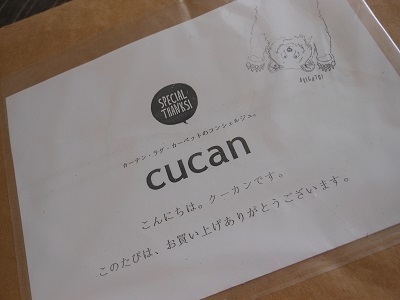 ARIGATO!
SPECIAL
THANKS!
カーテン・ラグ・カーペットのコンシェルジュ。
cucan
こんにちは。クーカンです。
このたびは、お買い上げありがとうございます。